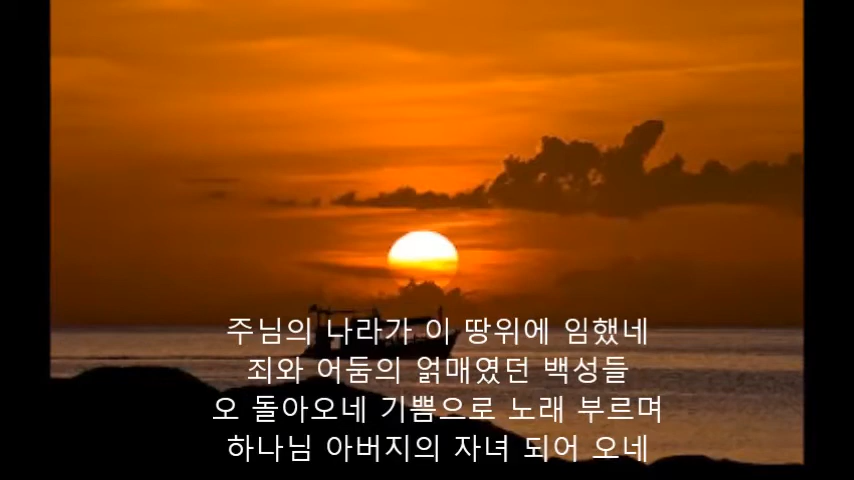 주님의 나라가 이 땅위에 임했네
죄와 어둠의 얽매였던 백성들
오 돌아오네 기쁨으로 노래 부르며
하나님 아버지의 자녀 되어 오네